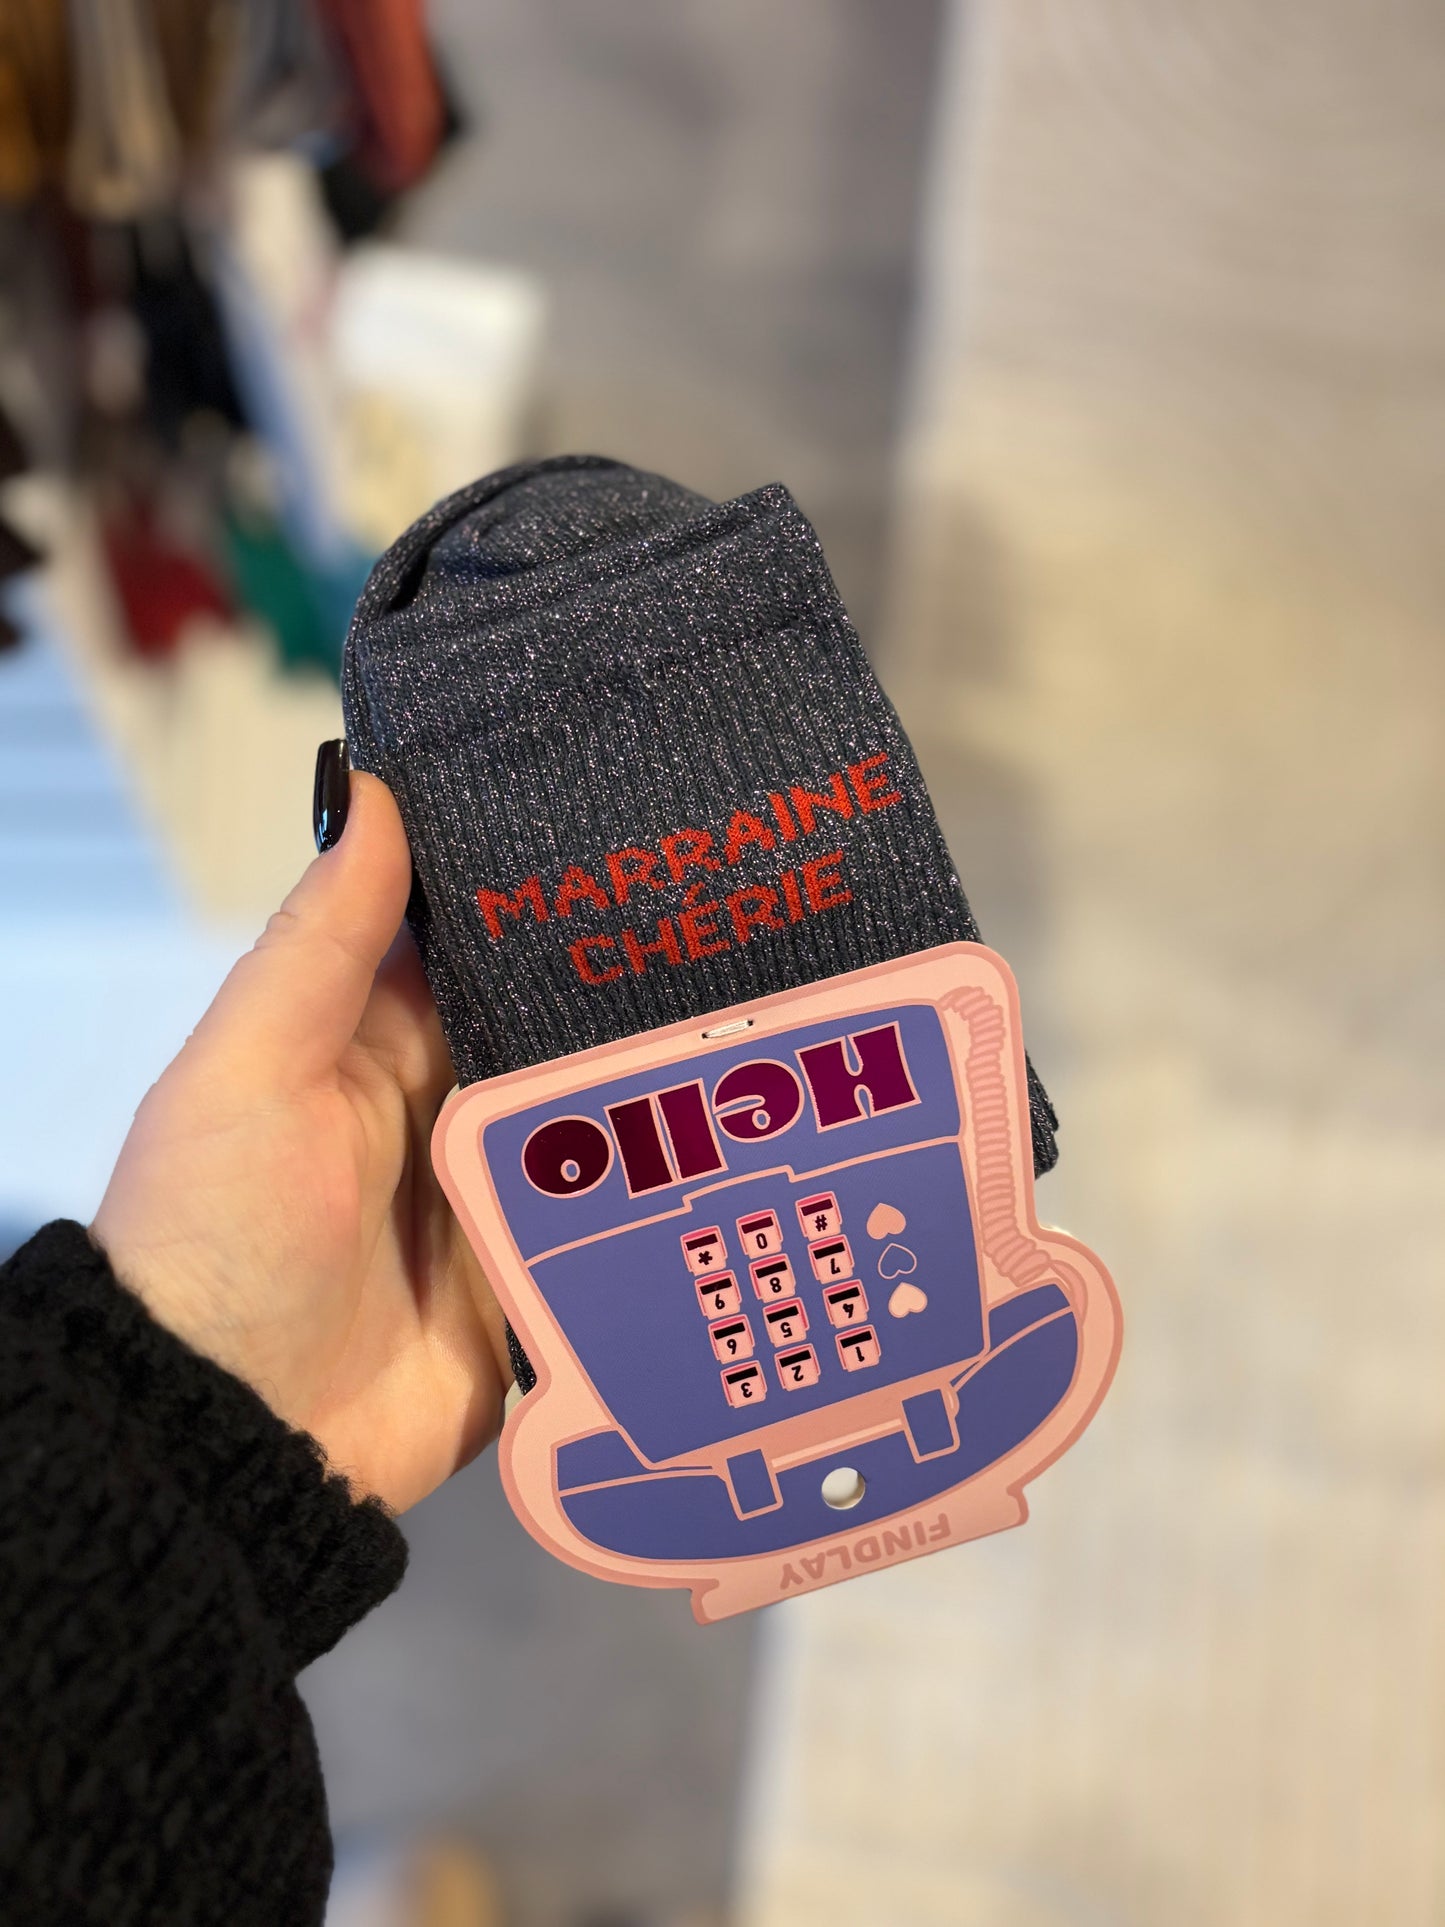 MARRAINE
CHÉRIE
FINDLAY
1 2 3
4 5 6
7 8 9
# 0 *
Hello